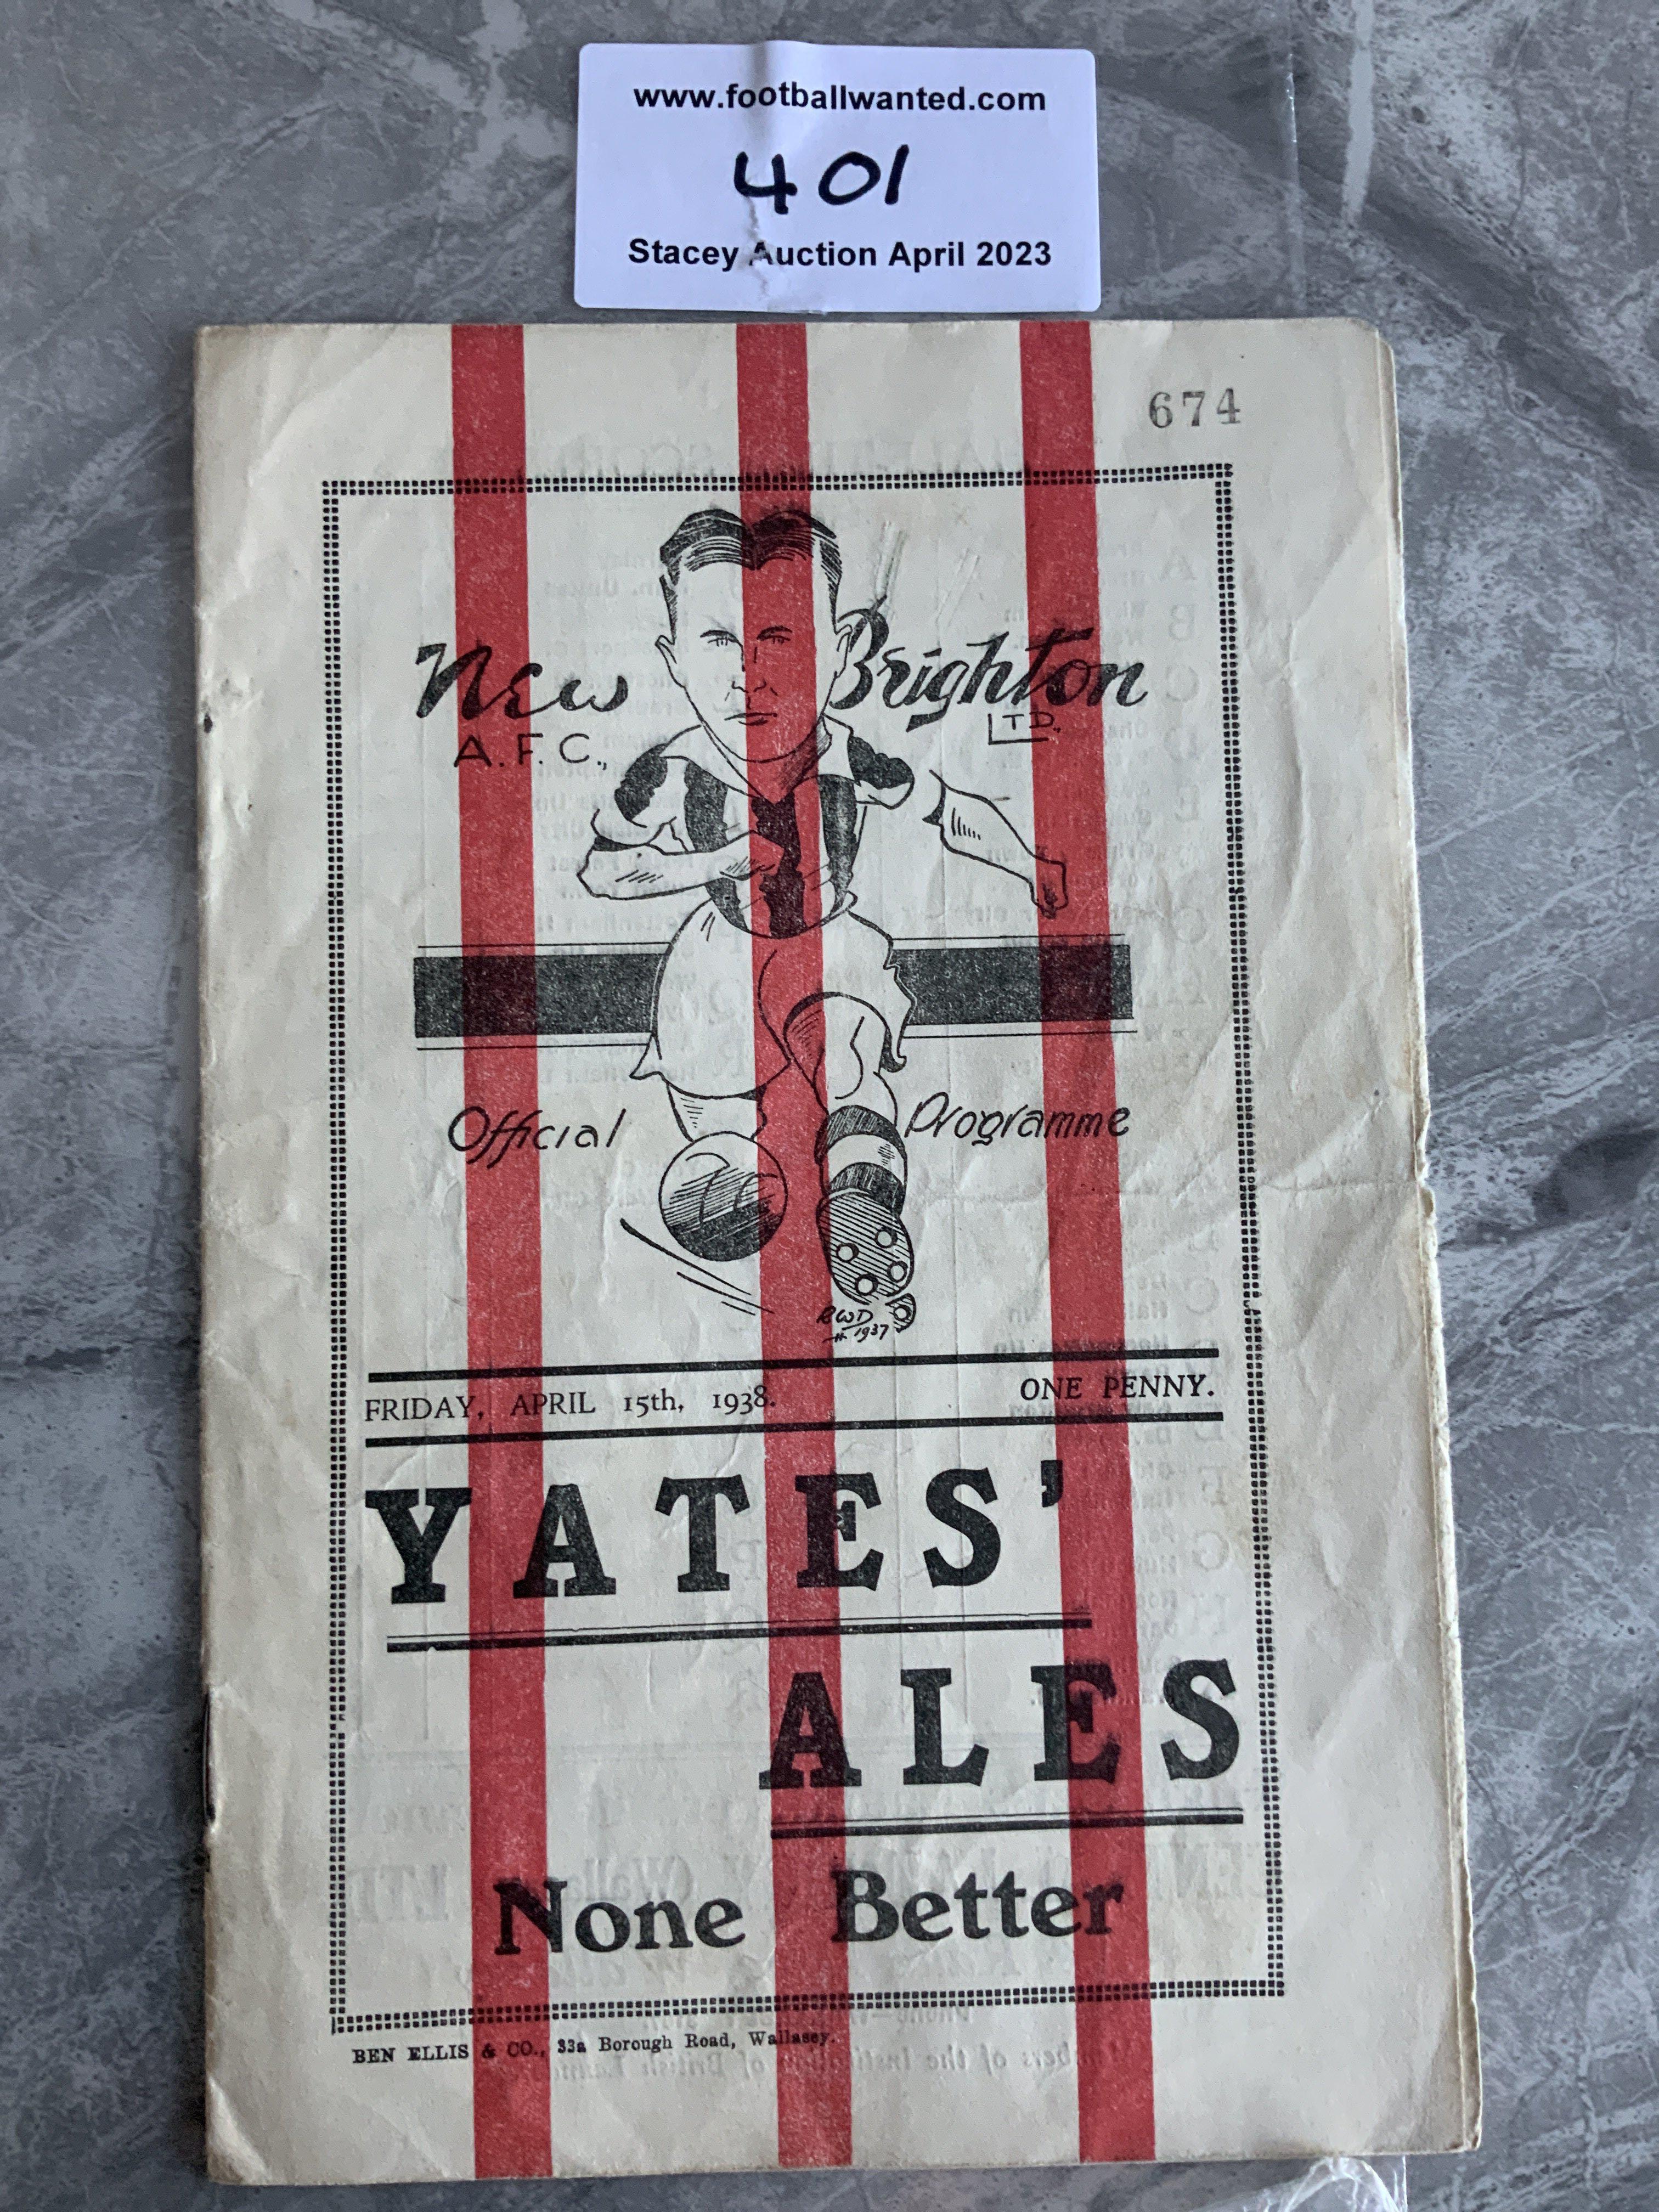 www.footballwanted.com
401
Stacey Auction April 2023
674
New Brighton
A.F.C., LTD.
Official Programme
RWD
1937
FRIDAY, APRIL 15th, 1938. ONE PENNY.
YATES'
ALES
None Better
BEN ELLIS & CO., 33a Borough Road, Wallasey.